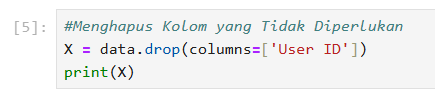 [5]: #Menghapus Kolom yang Tidak Diperlukan
X = data.drop(columns=['User ID'])
print(X)